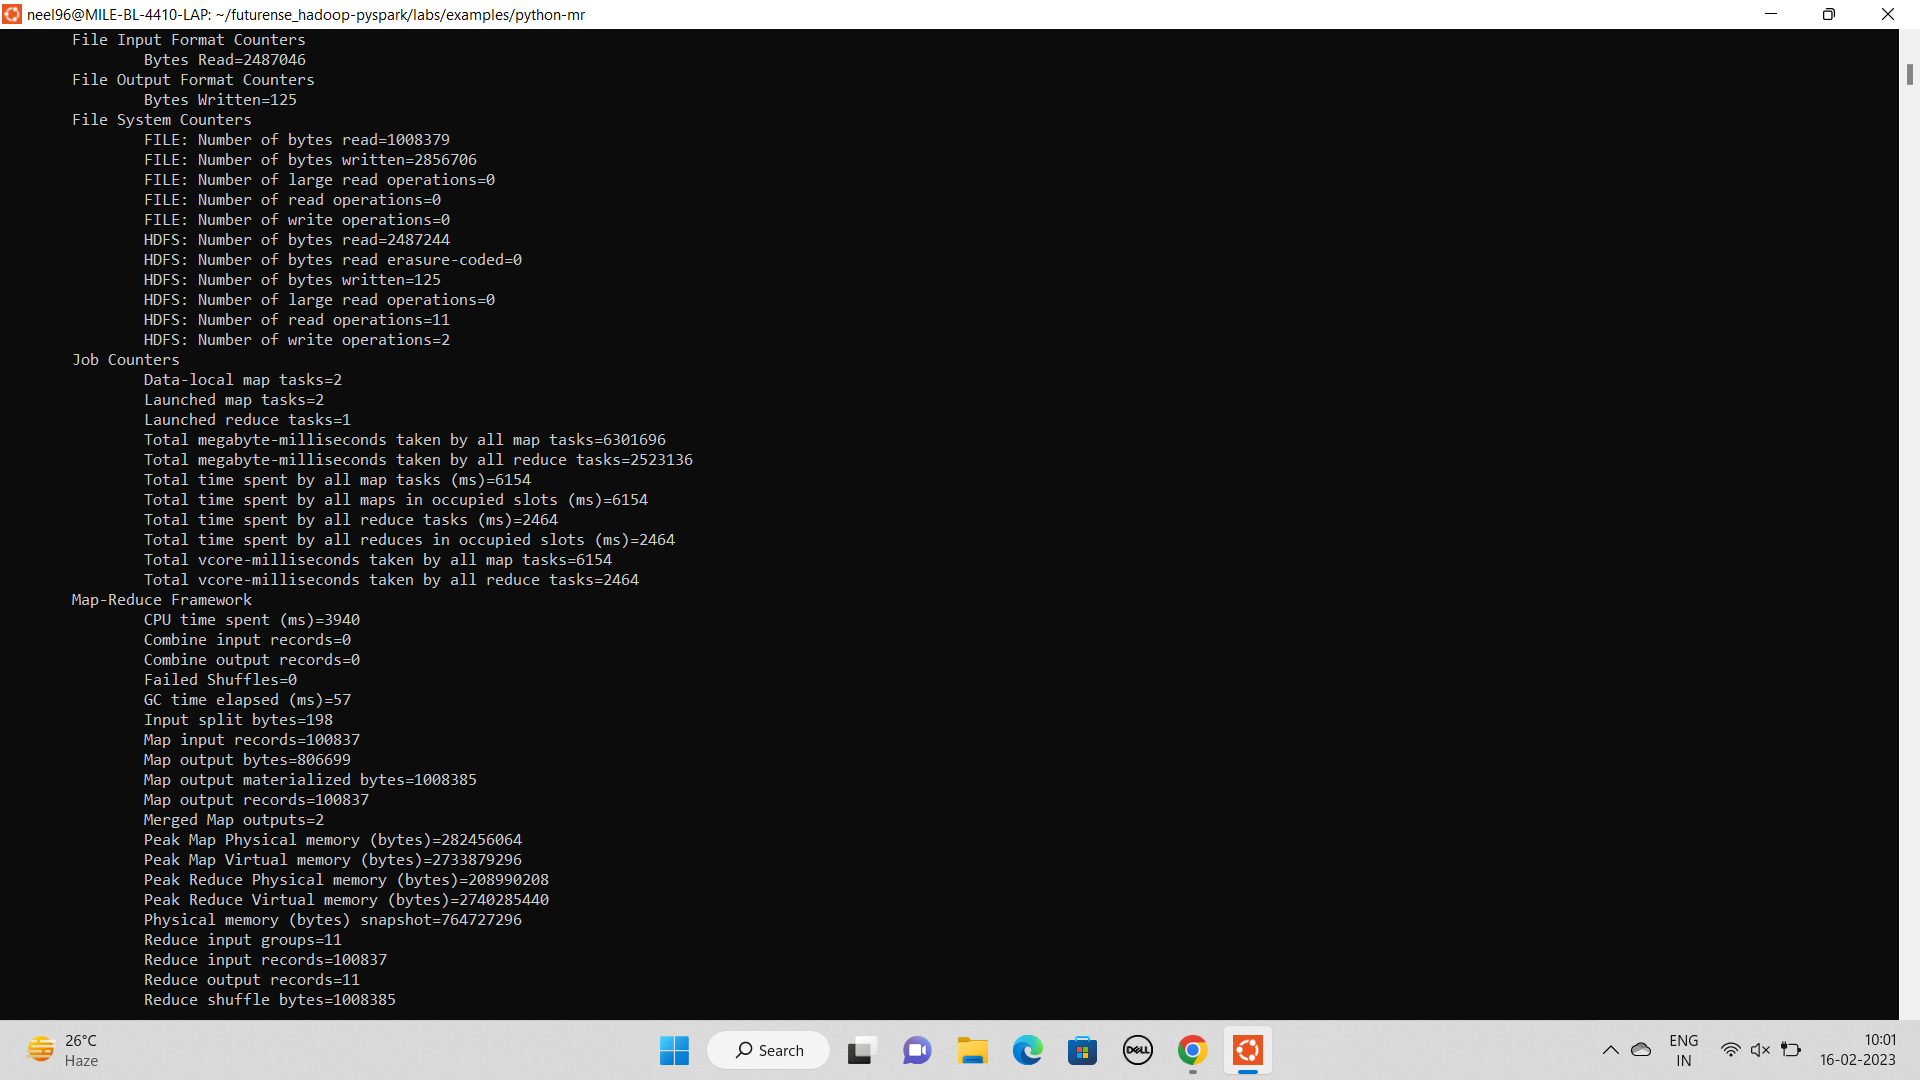 neel96@MILE-BL-4410-LAP: ~/futurense_hadoop-pyspark/labs/examples/python-mr
File Input Format Counters
Bytes Read=2487046
File Output Format Counters
Bytes Written=125
File System Counters
FILE: Number of bytes read=1008379
FILE: Number of bytes written=2856706
FILE: Number of large read operations=0
FILE: Number of read operations=0
FILE: Number of write operations=0
HDFS: Number of bytes read=2487244
HDFS: Number of bytes read erasure-coded=0
HDFS: Number of bytes written=125
HDFS: Number of large read operations=0
HDFS: Number of read operations=11
HDFS: Number of write operations=2
Job Counters
Data-local map tasks=2
Launched map tasks=2
Launched reduce tasks=1
Total megabyte-milliseconds taken by all map tasks=6301696
Total megabyte-milliseconds taken by all reduce tasks=2523136
Total time spent by all map tasks (ms)=6154
Total time spent by all maps in occupied slots (ms)=6154
Total time spent by all reduce tasks (ms)=2464
Total time spent by all reduces in occupied slots (ms)=2464
Total vcore-milliseconds taken by all map tasks=6154
Total vcore-milliseconds taken by all reduce tasks=2464
Map-Reduce Framework
CPU time spent (ms)=3940
Combine input records=0
Combine output records=0
Failed Shuffles=0
GC time elapsed (ms)=57
Input split bytes=198
Map input records=100837
Map output bytes=806699
Map output materialized bytes=1008385
Map output records=100837
Merged Map outputs=2
Peak Map Physical memory (bytes)=282456064
Peak Map Virtual memory (bytes)=2733879296
Peak Reduce Physical memory (bytes)=208990208
Peak Reduce Virtual memory (bytes)=2740285440
Physical memory (bytes) snapshot=764727296
Reduce input groups=11
Reduce input records=100837
Reduce output records=11
Reduce shuffle bytes=1008385
26°C
Haze
Search
DELL
ENG
IN
10:01
16-02-2023